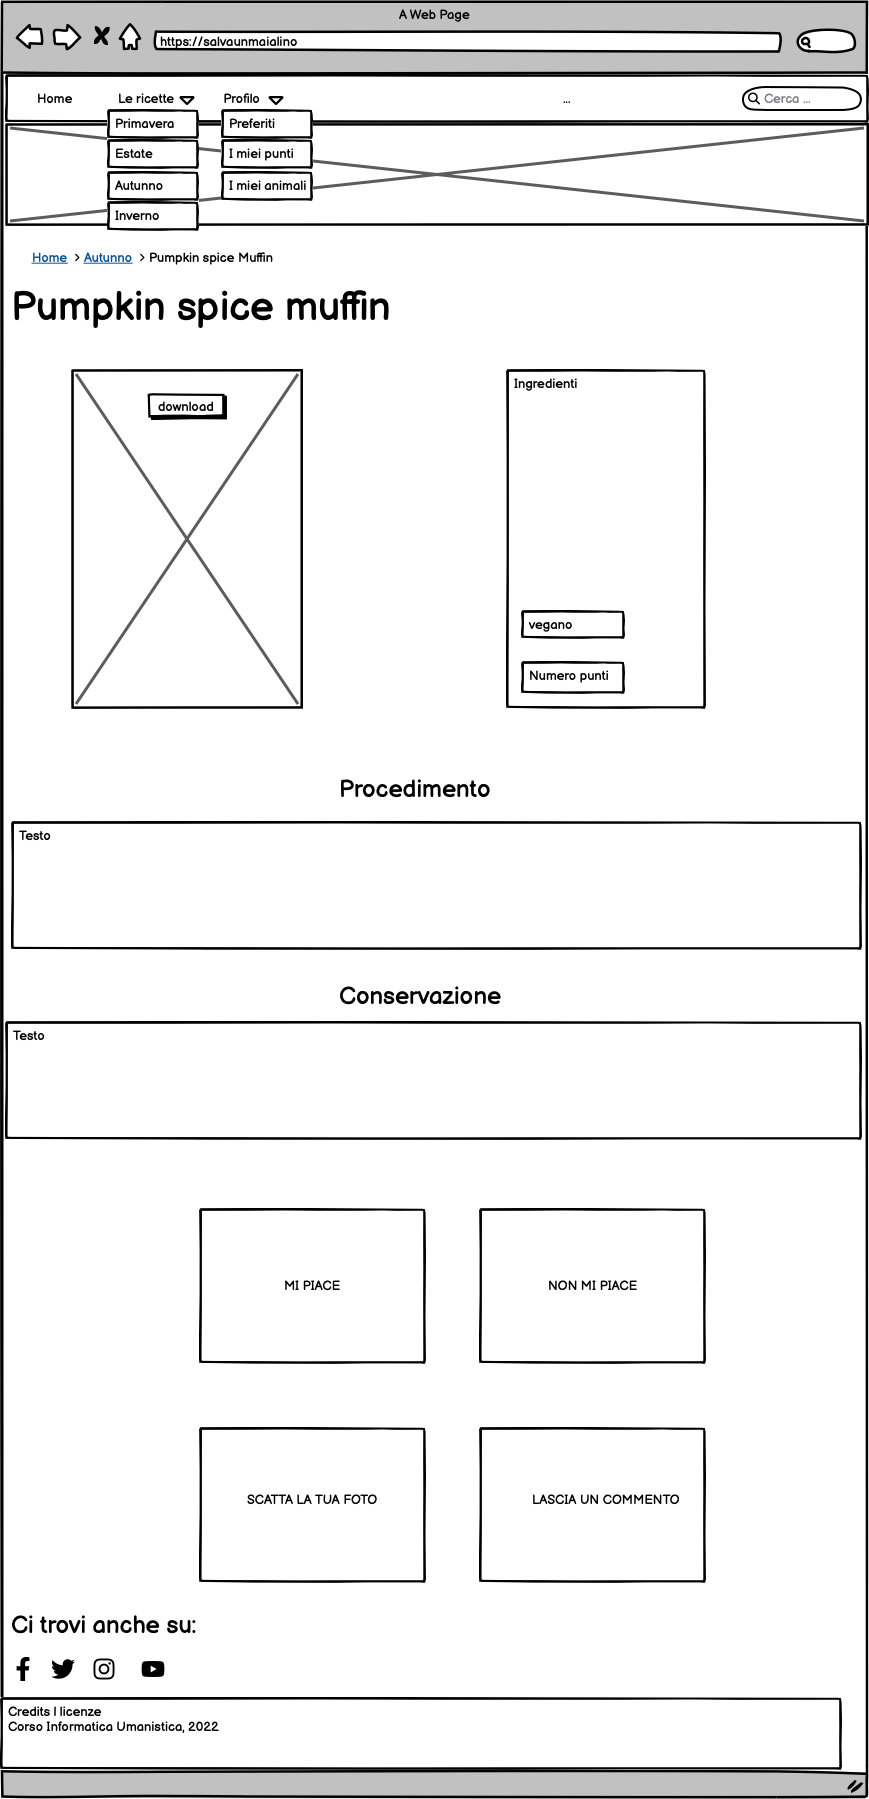 A Web Page
https://salvaunmaialino
Home
Le ricette
Profilo
...
Cerca ...
Primavera
Preferiti
Estate
I miei punti
Autunno
I miei animali
Inverno
Home > Autunno > Pumpkin spice Muffin
Pumpkin spice muffin
download
Ingredienti
vegano
Numero punti
Procedimento
Testo
Conservazione
Testo
MI PIACE
NON MI PIACE
SCATTA LA TUA FOTO
LASCIA UN COMMENTO
Ci trovi anche su:
Credits | licenze
Corso Informatica Umanistica, 2022